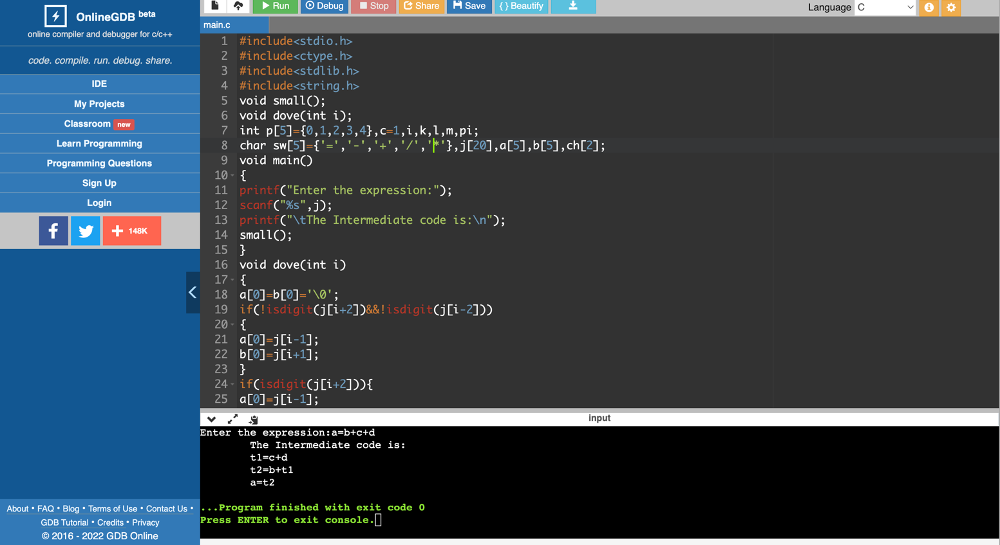 OnlineGDB beta
online compiler and debugger for c/c++
code. compile. run. debug. share.
IDE
My Projects
Classroom new
Learn Programming
Programming Questions
Sign Up
Login
f
+ 148K
About • FAQ • Blog • Terms of Use • Contact Us •
GDB Tutorial • Credits • Privacy
© 2016 - 2022 GDB Online
Run Debug Stop Share Save { } Beautify
Language C
main.c
1 #include<stdio.h>
2 #include<ctype.h>
3 #include<stdlib.h>
4 #include<string.h>
5 void small();
6 void dove(int i);
7 int p[5]={0,1,2,3,4},c=1,i,k,l,m,pi;
8 char sw[5]={'=','-','+','/','*'},j[20],a[5],b[5],ch[2];
9 void main()
10 {
11 printf("Enter the expression:");
12 scanf("%s",j);
13 printf("\tThe Intermediate code is:\n");
14 small();
15 }
16 void dove(int i)
17 {
18 a[0]=b[0]='\0';
19 if(!isdigit(j[i+2])&&!isdigit(j[i-2]))
20 {
21 a[0]=j[i-1];
22 b[0]=j[i+1];
23 }
24 if(isdigit(j[i+2])){
25 a[0]=j[i-1];
input
Enter the expression:a=b+c+d
The Intermediate code is:
t1=c+d
t2=b+t1
a=t2
...Program finished with exit code 0
Press ENTER to exit console.